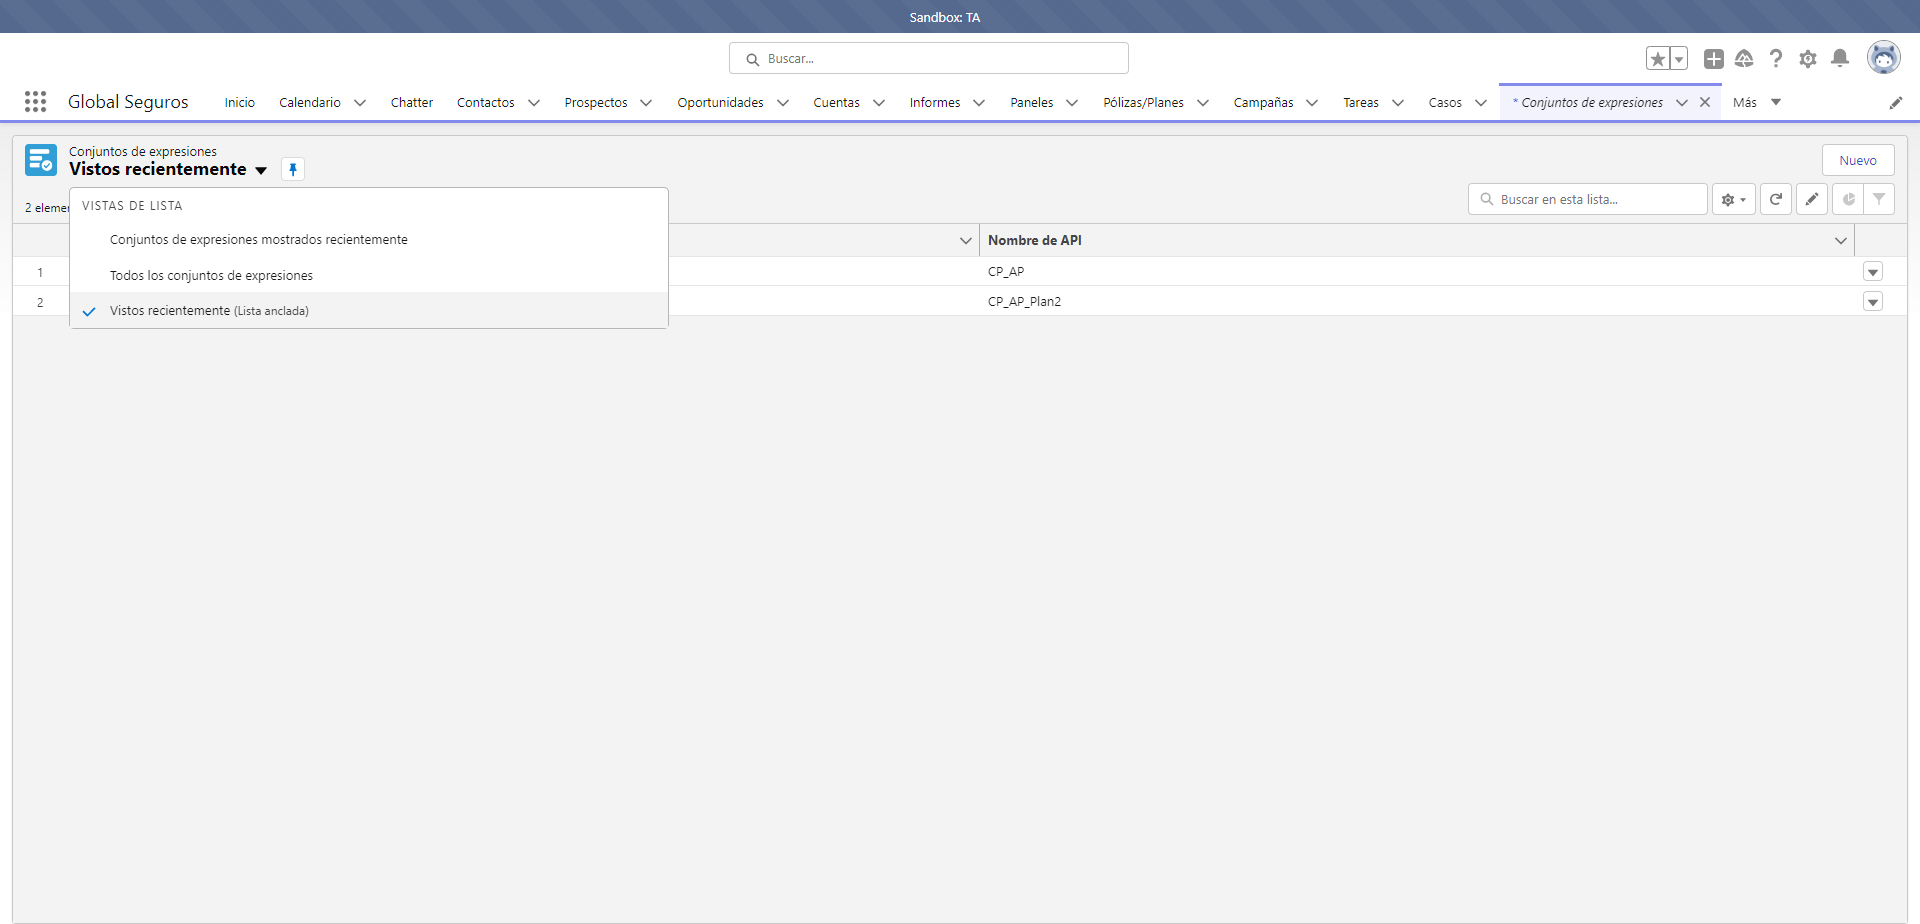 Sandbox: TA
Buscar...
Global Seguros Inicio Calendario Chatter Contactos Prospectos Oportunidades Cuentas Informes Paneles Pólizas/Planes Campañas Tareas Casos * Conjuntos de expresiones Más
Conjuntos de expresiones
Vistos recientemente
Nuevo
2 elemen
Buscar en esta lista...
VISTAS DE LISTA
Conjuntos de expresiones mostrados recientemente
Todos los conjuntos de expresiones
Vistos recientemente (Lista anclada)
Nombre de API
1 CP_AP
2 CP_AP_Plan2